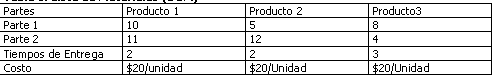 Partes Producto 1 Producto 2 Producto3
Parte 1 10 5 8
Parte 2 11 12 4
Tiempos de Entrega 2 2 3
Costo $20/unidad $20/Unidad $20/Unidad